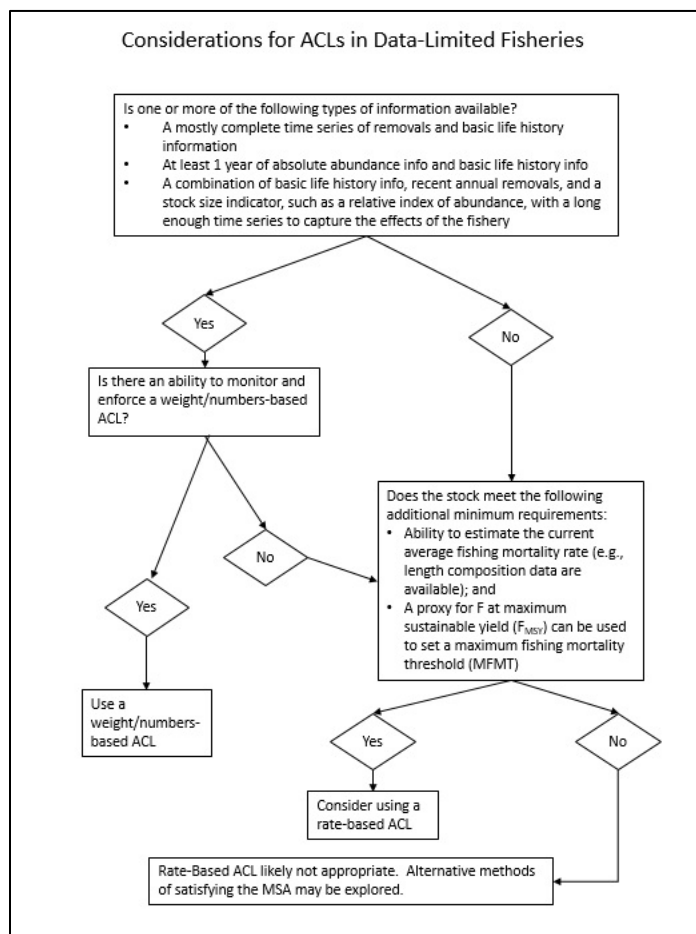 Considerations for ACLs in Data-Limited Fisheries
Is one or more of the following types of information available?
• A mostly complete time series of removals and basic life history
information
• At least 1 year of absolute abundance info and basic life history info
• A combination of basic life history info, recent annual removals, and a
stock size indicator, such as a relative index of abundance, with a long
enough time series to capture the effects of the fishery
Yes
No
Is there an ability to monitor and
enforce a weight/numbers-based
ACL?
Does the stock meet the following
additional minimum requirements:
• Ability to estimate the current
average fishing mortality rate (e.g.,
length composition data are
available); and
• A proxy for F at maximum
sustainable yield (FMSY) can be used
to set a maximum fishing mortality
threshold (MFMT)
No
Yes
Use a
weight/numbers-
based ACL
Yes
No
Consider using a
rate-based ACL
Rate-Based ACL likely not appropriate. Alternative methods
of satisfying the MSA may be explored.